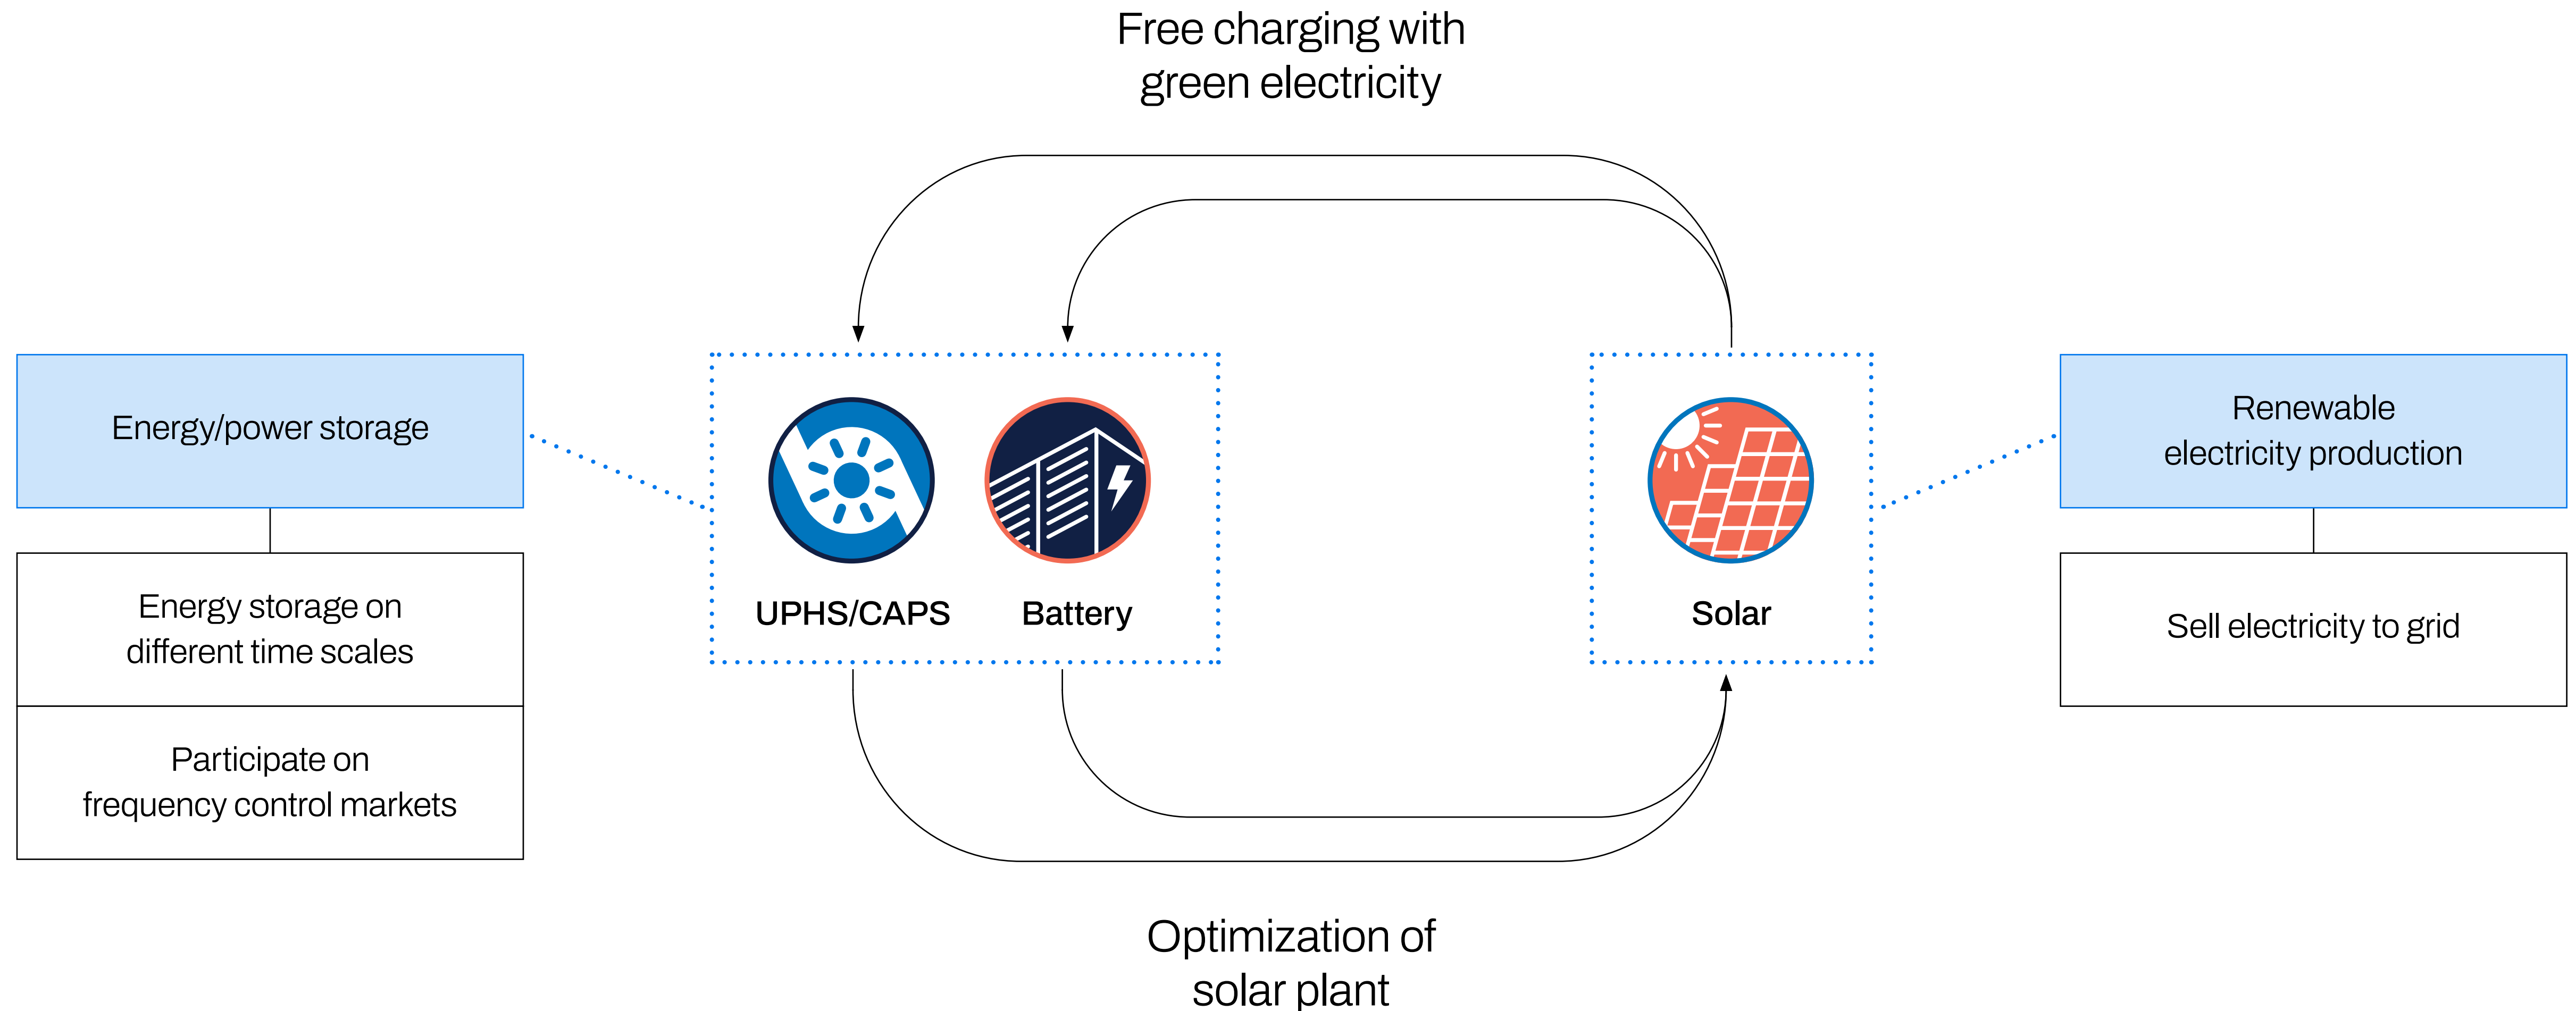 Free charging with
green electricity
Energy/power storage
Energy storage on
different time scales
Participate on
frequency control markets
UPHS/CAPS
Battery
Solar
Renewable
electricity production
Sell electricity to grid
Optimization of
solar plant